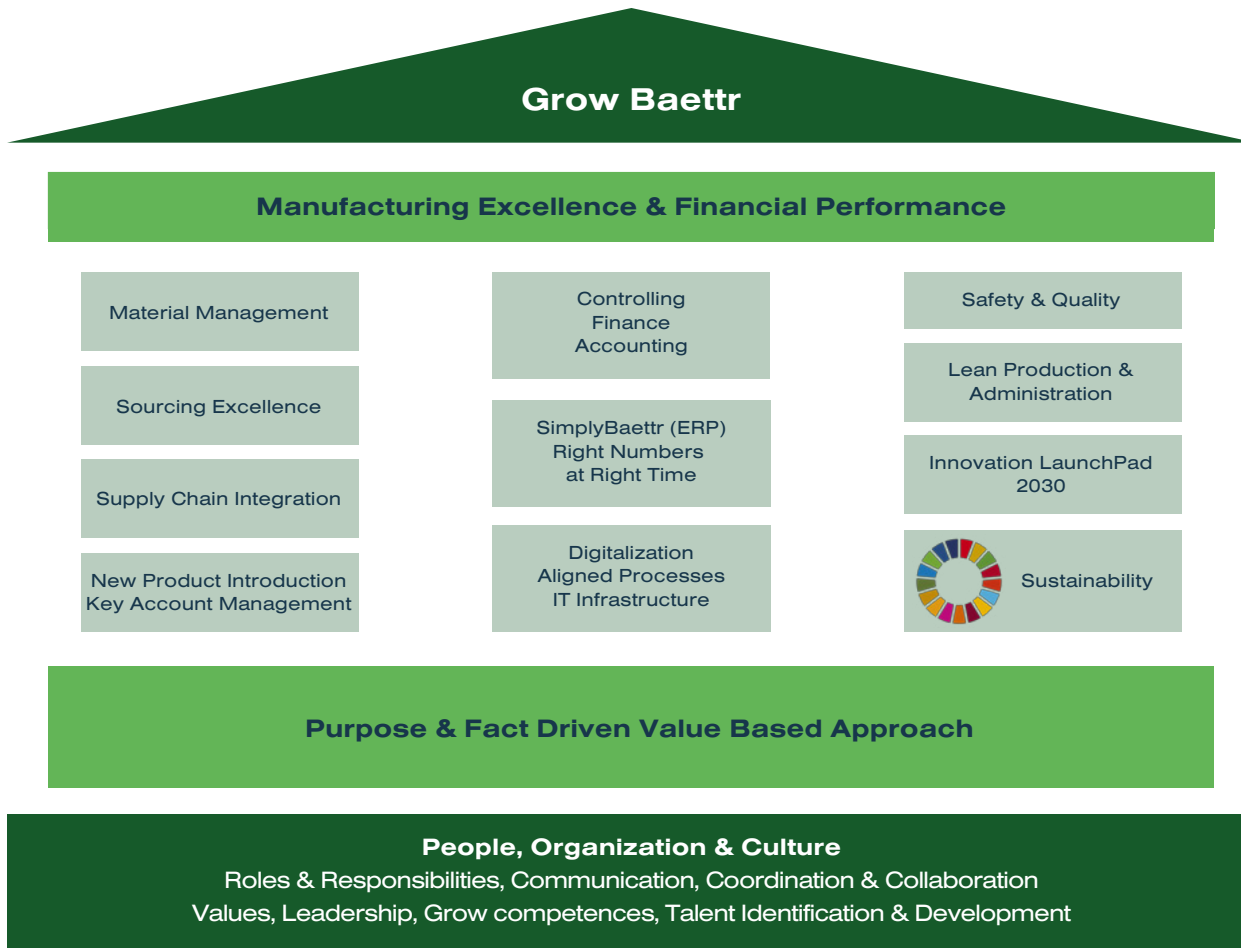 Grow Baettr
Manufacturing Excellence & Financial Performance
Material Management
Sourcing Excellence
Supply Chain Integration
New Product Introduction
Key Account Management
Controlling
Finance
Accounting
SimplyBaettr (ERP)
Right Numbers
at Right Time
Digitalization
Aligned Processes
IT Infrastructure
Safety & Quality
Lean Production &
Administration
Innovation LaunchPad
2030
Sustainability
Purpose & Fact Driven Value Based Approach
People, Organization & Culture
Roles & Responsibilities, Communication, Coordination & Collaboration
Values, Leadership, Grow competences, Talent Identification & Development